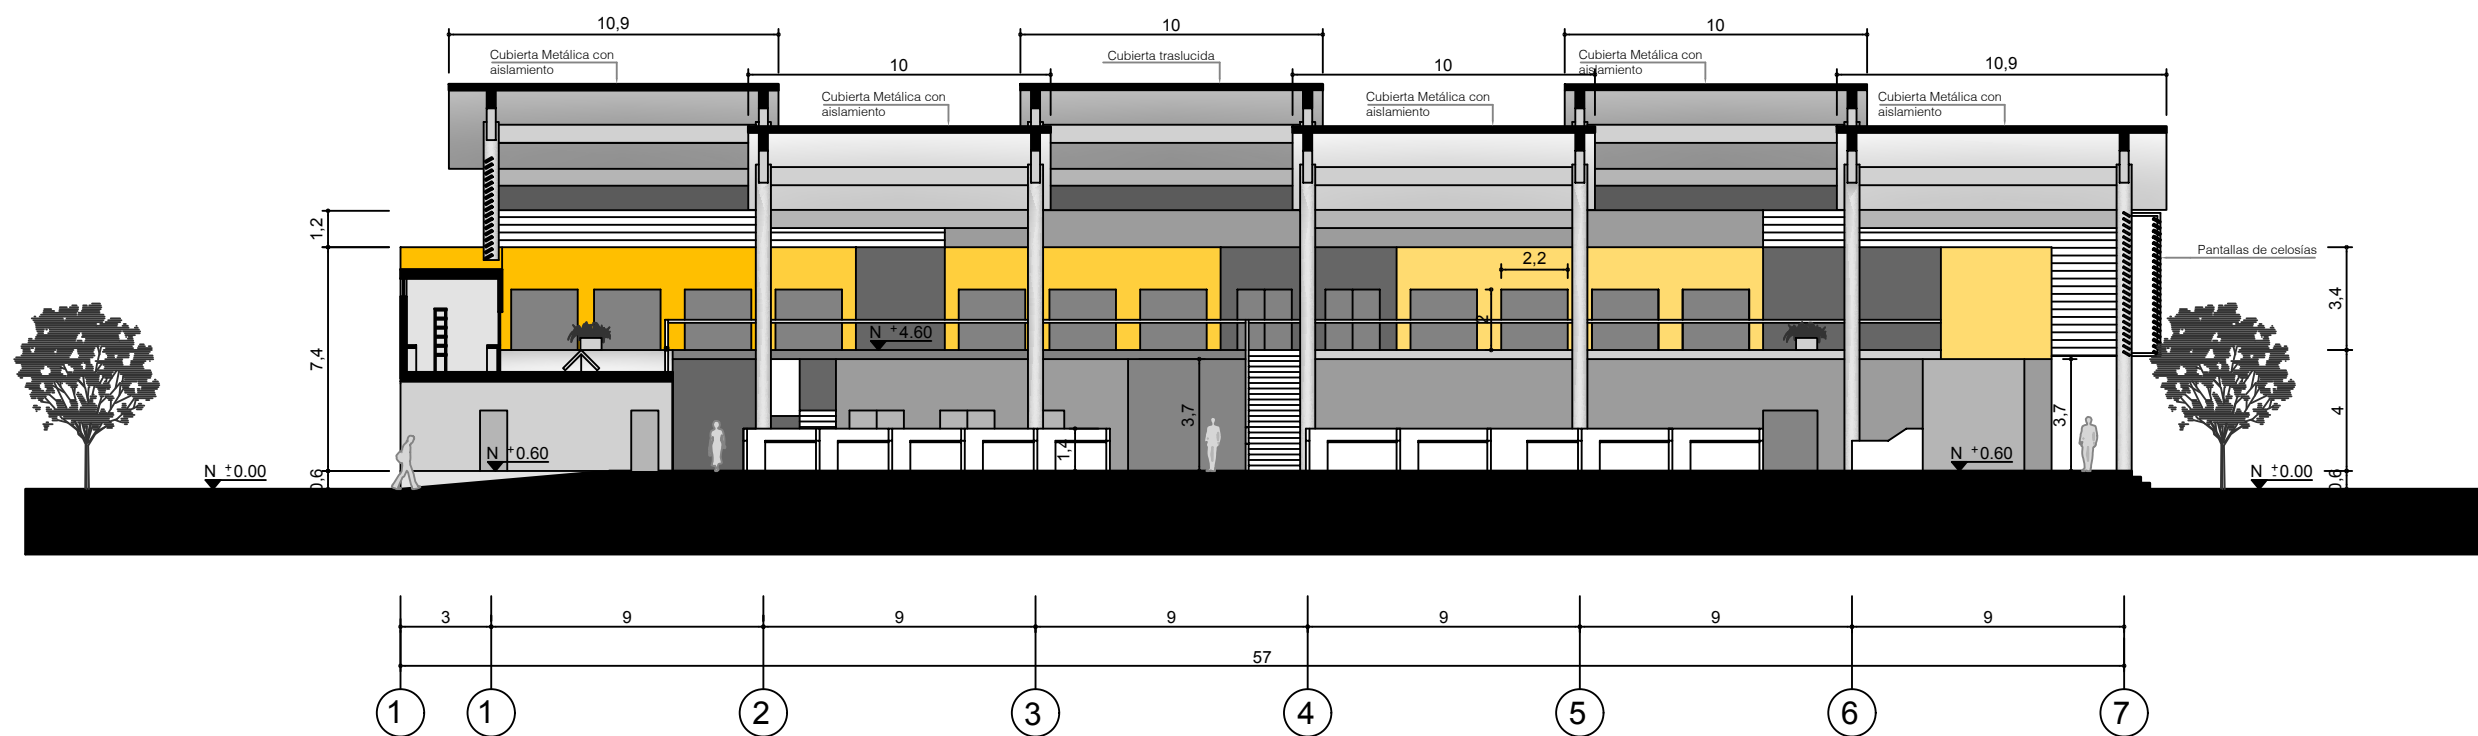 10,9
10
10
Cubierta Metálica con
aislamiento
Cubierta traslucida
Cubierta Metálica con
aislamiento
10
10
10,9
Cubierta Metálica con
aislamiento
Cubierta Metálica con
aislamiento
Cubierta Metálica con
aislamiento
1,2
7,4
0,6
Pantallas de celosías
2,2
2
3,4
4
0,6
N +4.60
3,7
3,7
1,4
N +0.60
N +0.60
N ±0.00
N ±0.00
3
9
9
9
9
9
9
57
1
1
2
3
4
5
6
7